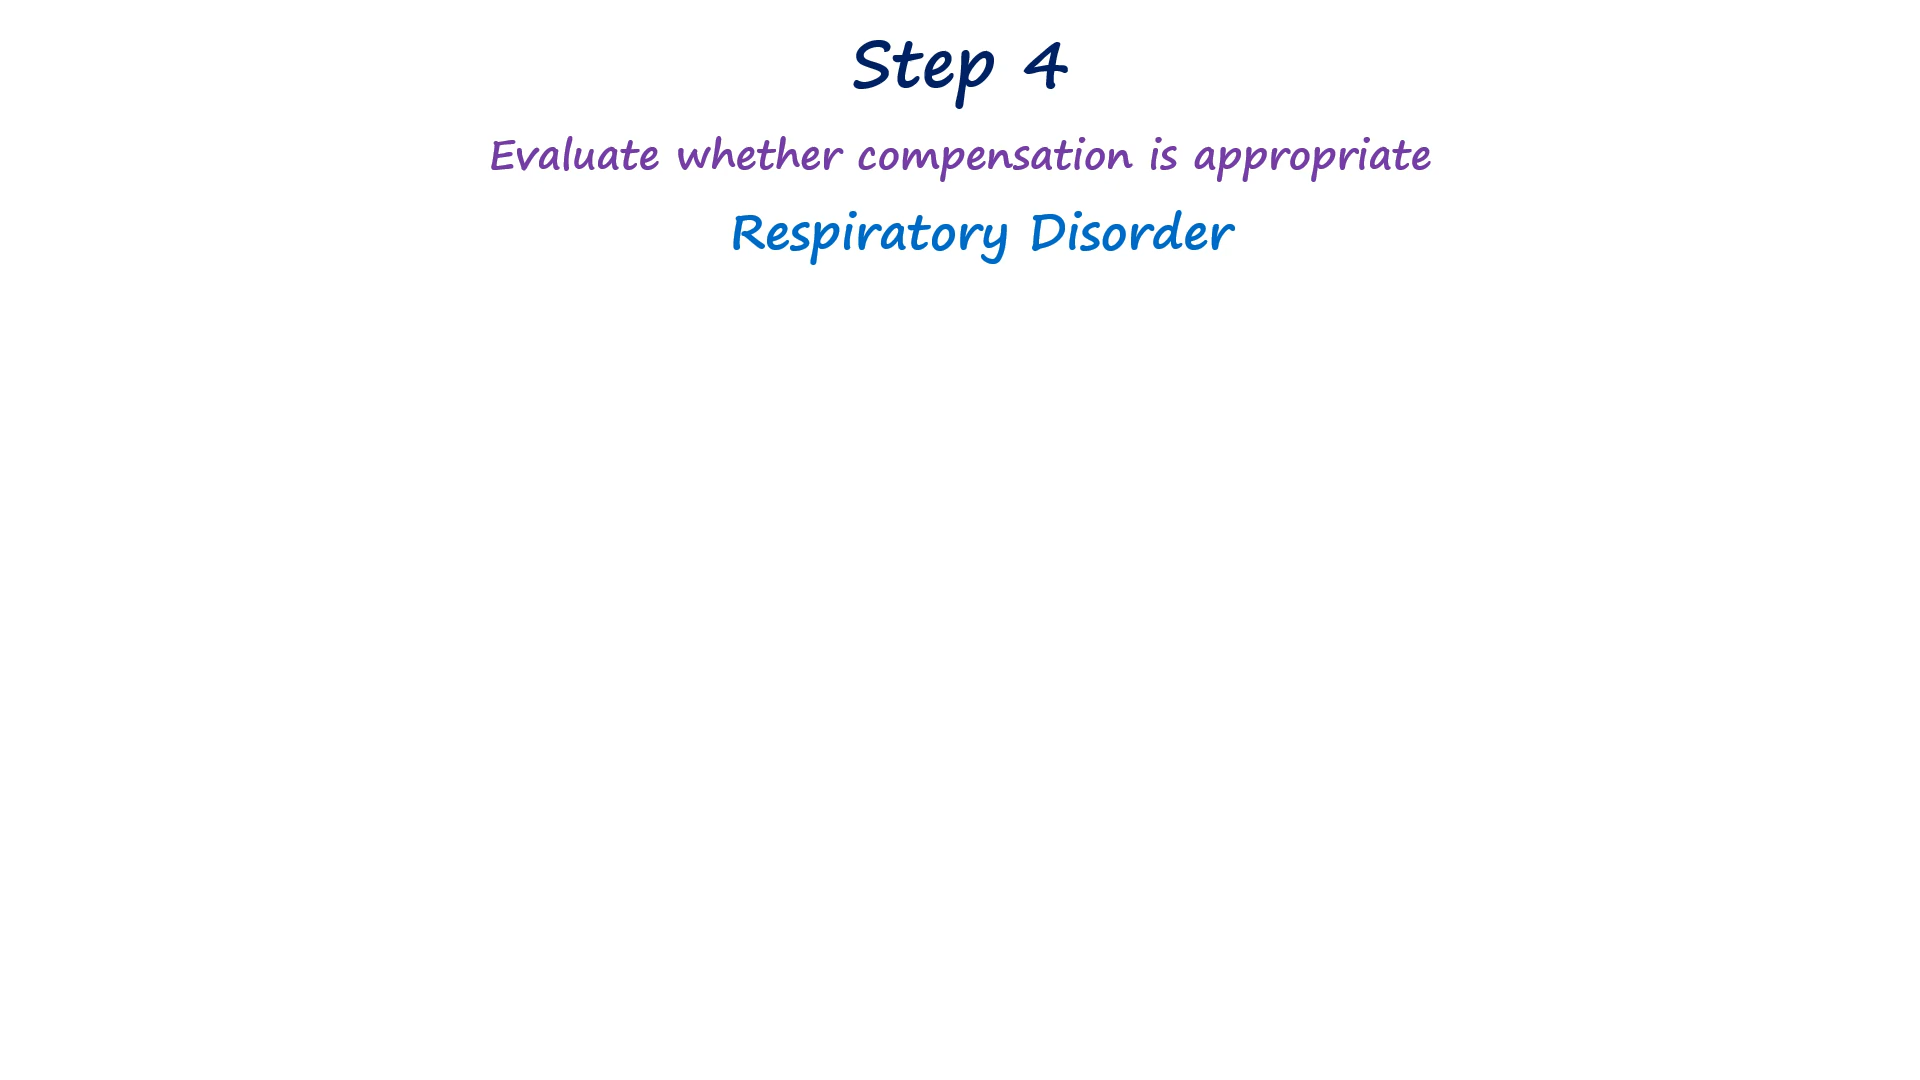 Step 4
Evaluate whether compensation is appropriate
Respiratory Disorder